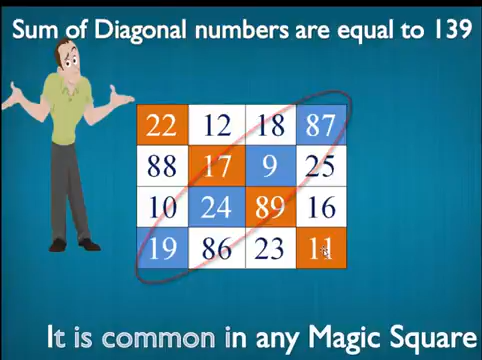 Sum of Diagonal numbers are equal to 139
22 12 18 87
88 17 9 25
10 24 89 16
19 86 23 11
It is common in any Magic Square